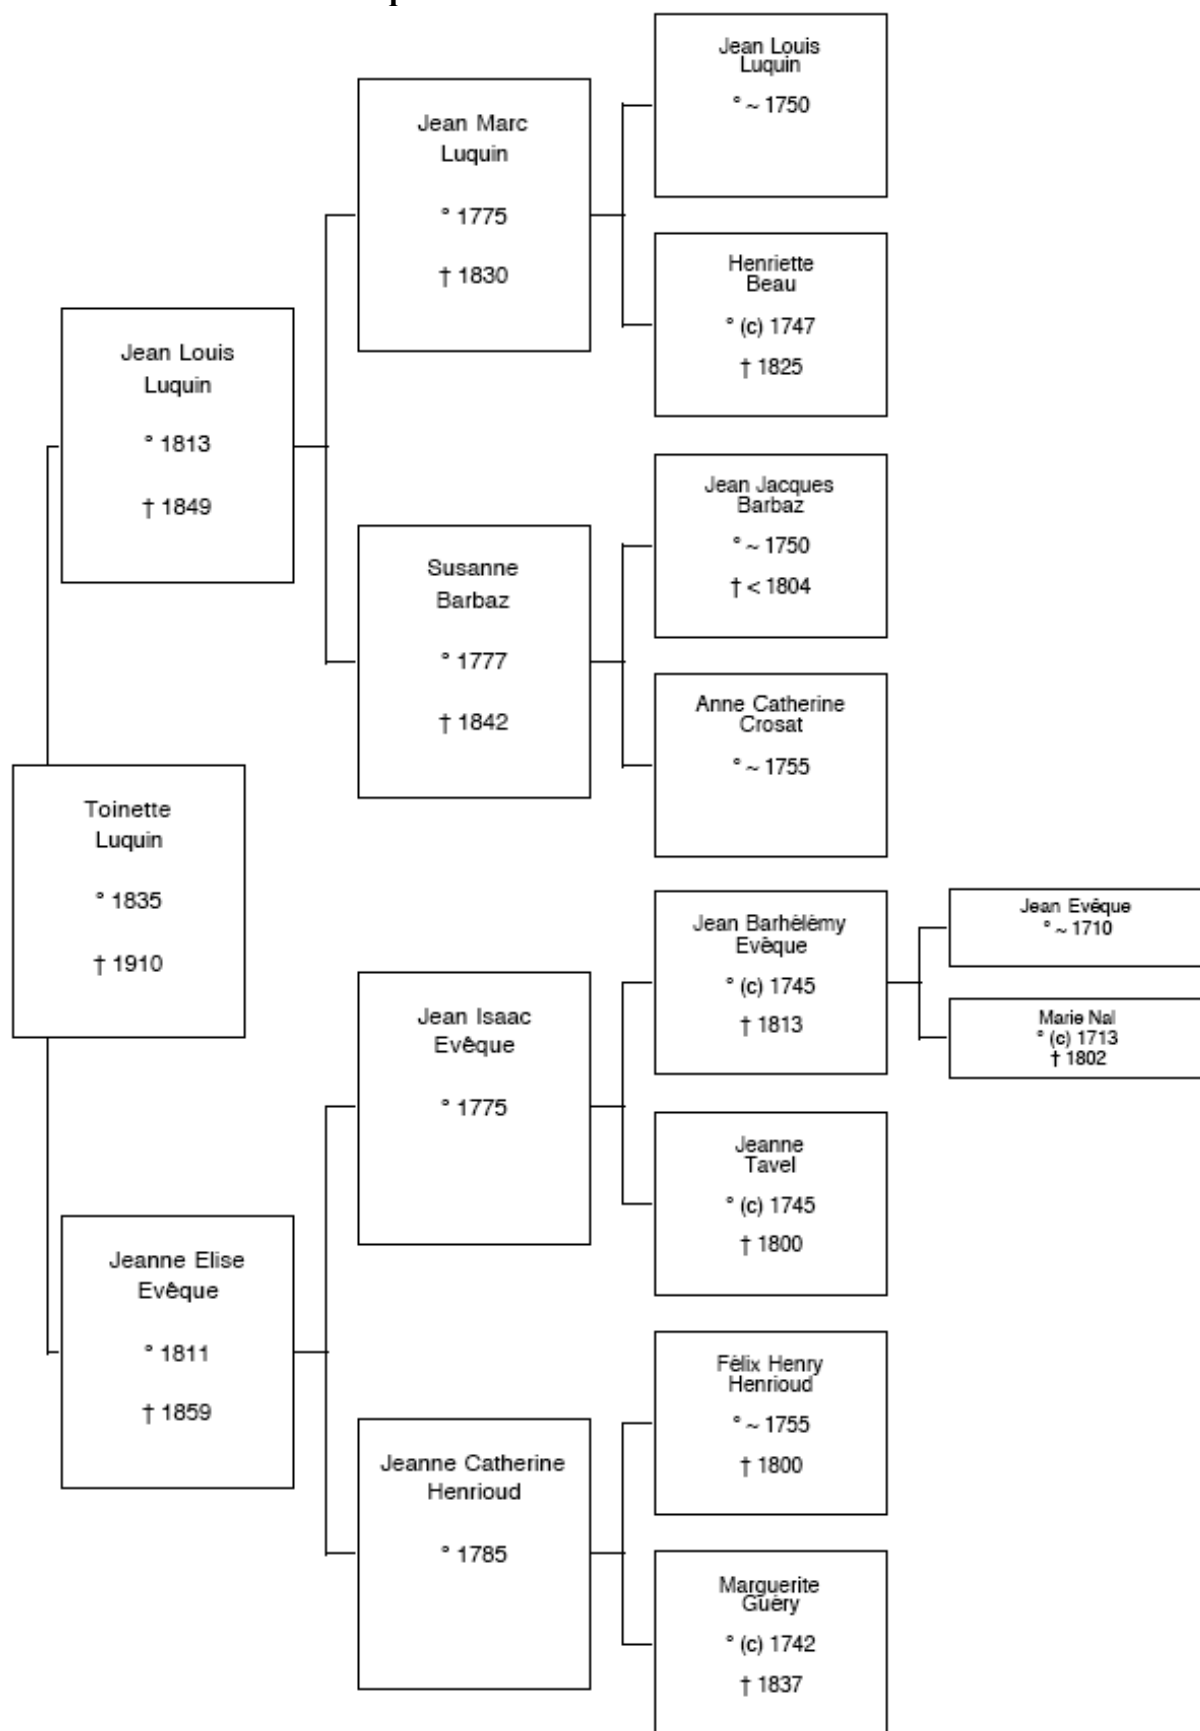 Jean Louis
Luquin
° ~ 1750
Jean Marc
Luquin
° 1775
† 1830
Henriette
Beau
° (c) 1747
† 1825
Jean Louis
Luquin
° 1813
† 1849
Jean Jacques
Barbaz
° ~ 1750
† < 1804
Susanne
Barbaz
° 1777
† 1842
Anne Catherine
Crosat
° ~ 1755
Toinette
Luquin
° 1835
† 1910
Jean Barhélémy
Evêque
° (c) 1745
† 1813
Jean Evêque
° ~ 1710
Marie Nal
° (c) 1713
† 1802
Jean Isaac
Evêque
° 1775
Jeanne
Tavel
° (c) 1745
† 1800
Jeanne Elise
Evêque
° 1811
† 1859
Félix Henry
Henrioud
° ~ 1755
† 1800
Jeanne Catherine
Henrioud
° 1785
Marguerite
Guéry
° (c) 1742
† 1837